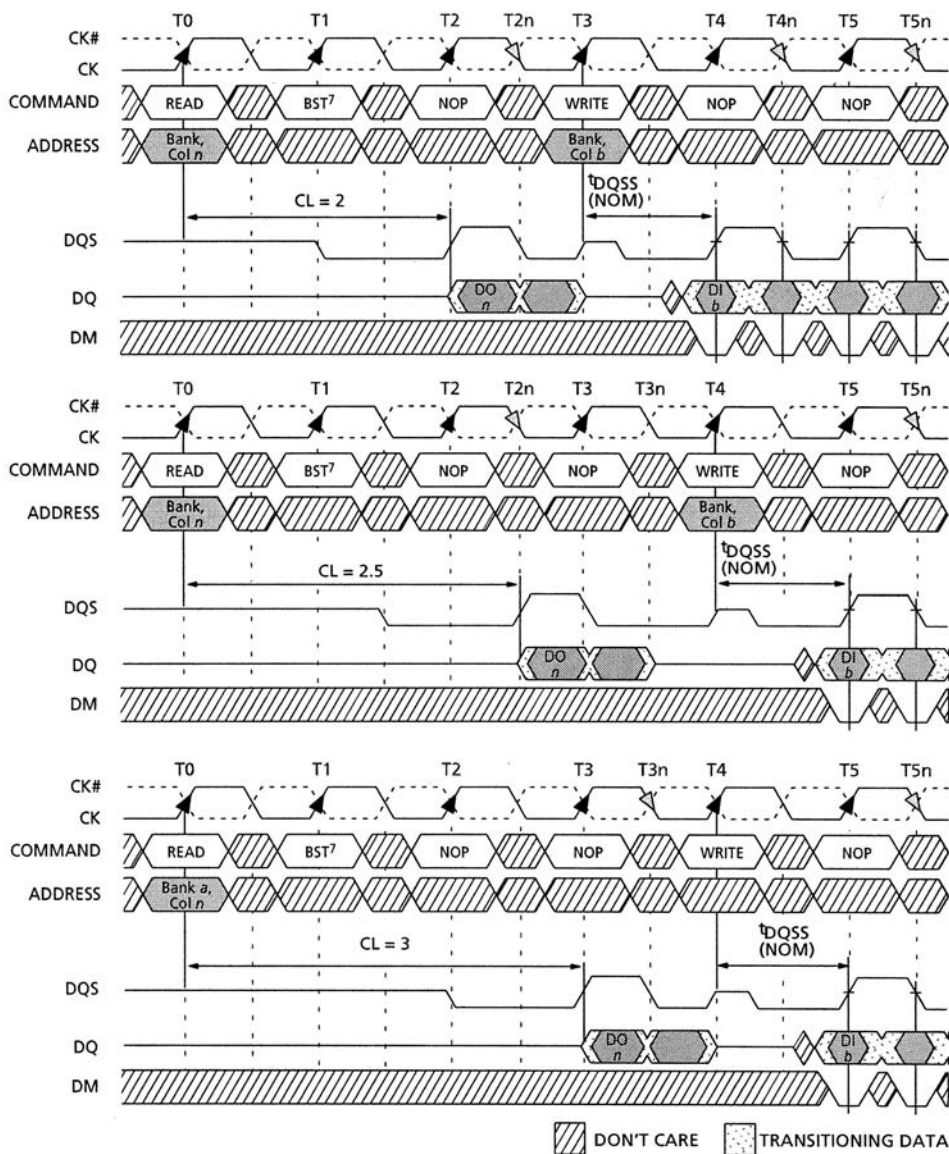 T0 T1 T2 T2n T3 T4 T4n T5 T5n
CK#
CK
COMMAND READ BST7 NOP WRITE NOP NOP
ADDRESS Bank, Col n Bank, Col b
CL = 2 tDQSS (NOM)
DQS
DQ DO n DI b
DM
T0 T1 T2 T2n T3 T3n T4 T5 T5n
CK#
CK
COMMAND READ BST7 NOP NOP WRITE NOP
ADDRESS Bank, Col n Bank, Col b
CL = 2.5 tDQSS (NOM)
DQS
DQ DO n DI b
DM
T0 T1 T2 T3 T3n T4 T5 T5n
CK#
CK
COMMAND READ BST7 NOP NOP WRITE NOP
ADDRESS Bank a, Col n
CL = 3 tDQSS (NOM)
DQS
DQ DO n DI b
DM
DON'T CARE TRANSITIONING DATA